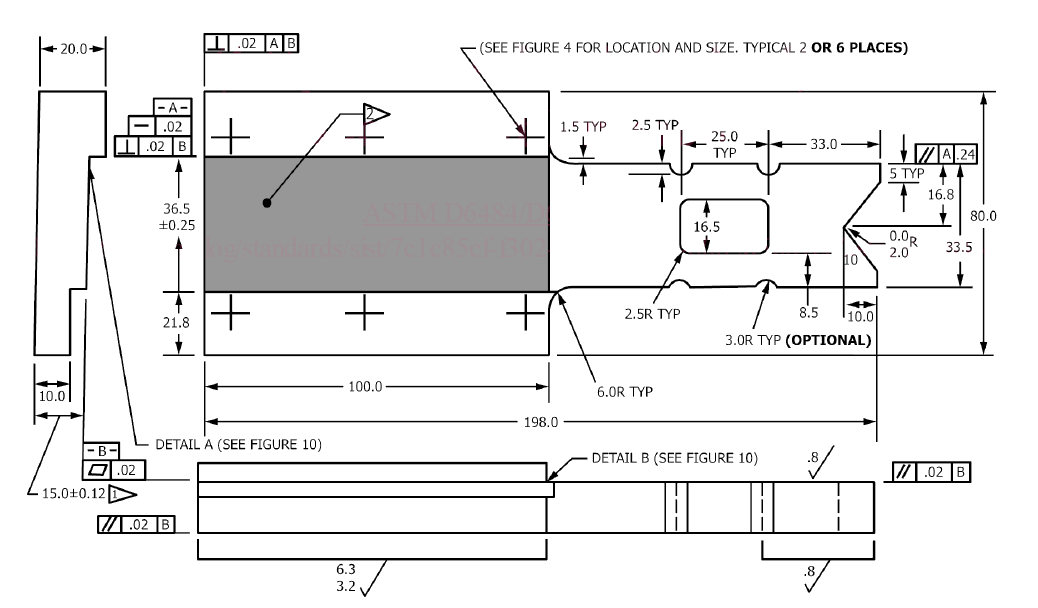 20.0
⊥ .02 A B
(SEE FIGURE 4 FOR LOCATION AND SIZE. TYPICAL 2 OR 6 PLACES)
-A-
— .02
⊥ .02 B
2
1.5 TYP
2.5 TYP
25.0
TYP
33.0
// A .24
5 TYP
16.8
36.5
±0.25
ASTM D6484/D
16.5
0.0
2.0 R
80.0
33.5
10
21.8
2.5R TYP
8.5
10.0
3.0R TYP (OPTIONAL)
10.0
100.0
6.0R TYP
198.0
DETAIL A (SEE FIGURE 10)
-B-
▱ .02
15.0±0.12 1
DETAIL B (SEE FIGURE 10)
.8
// .02 B
// .02 B
6.3
3.2
.8